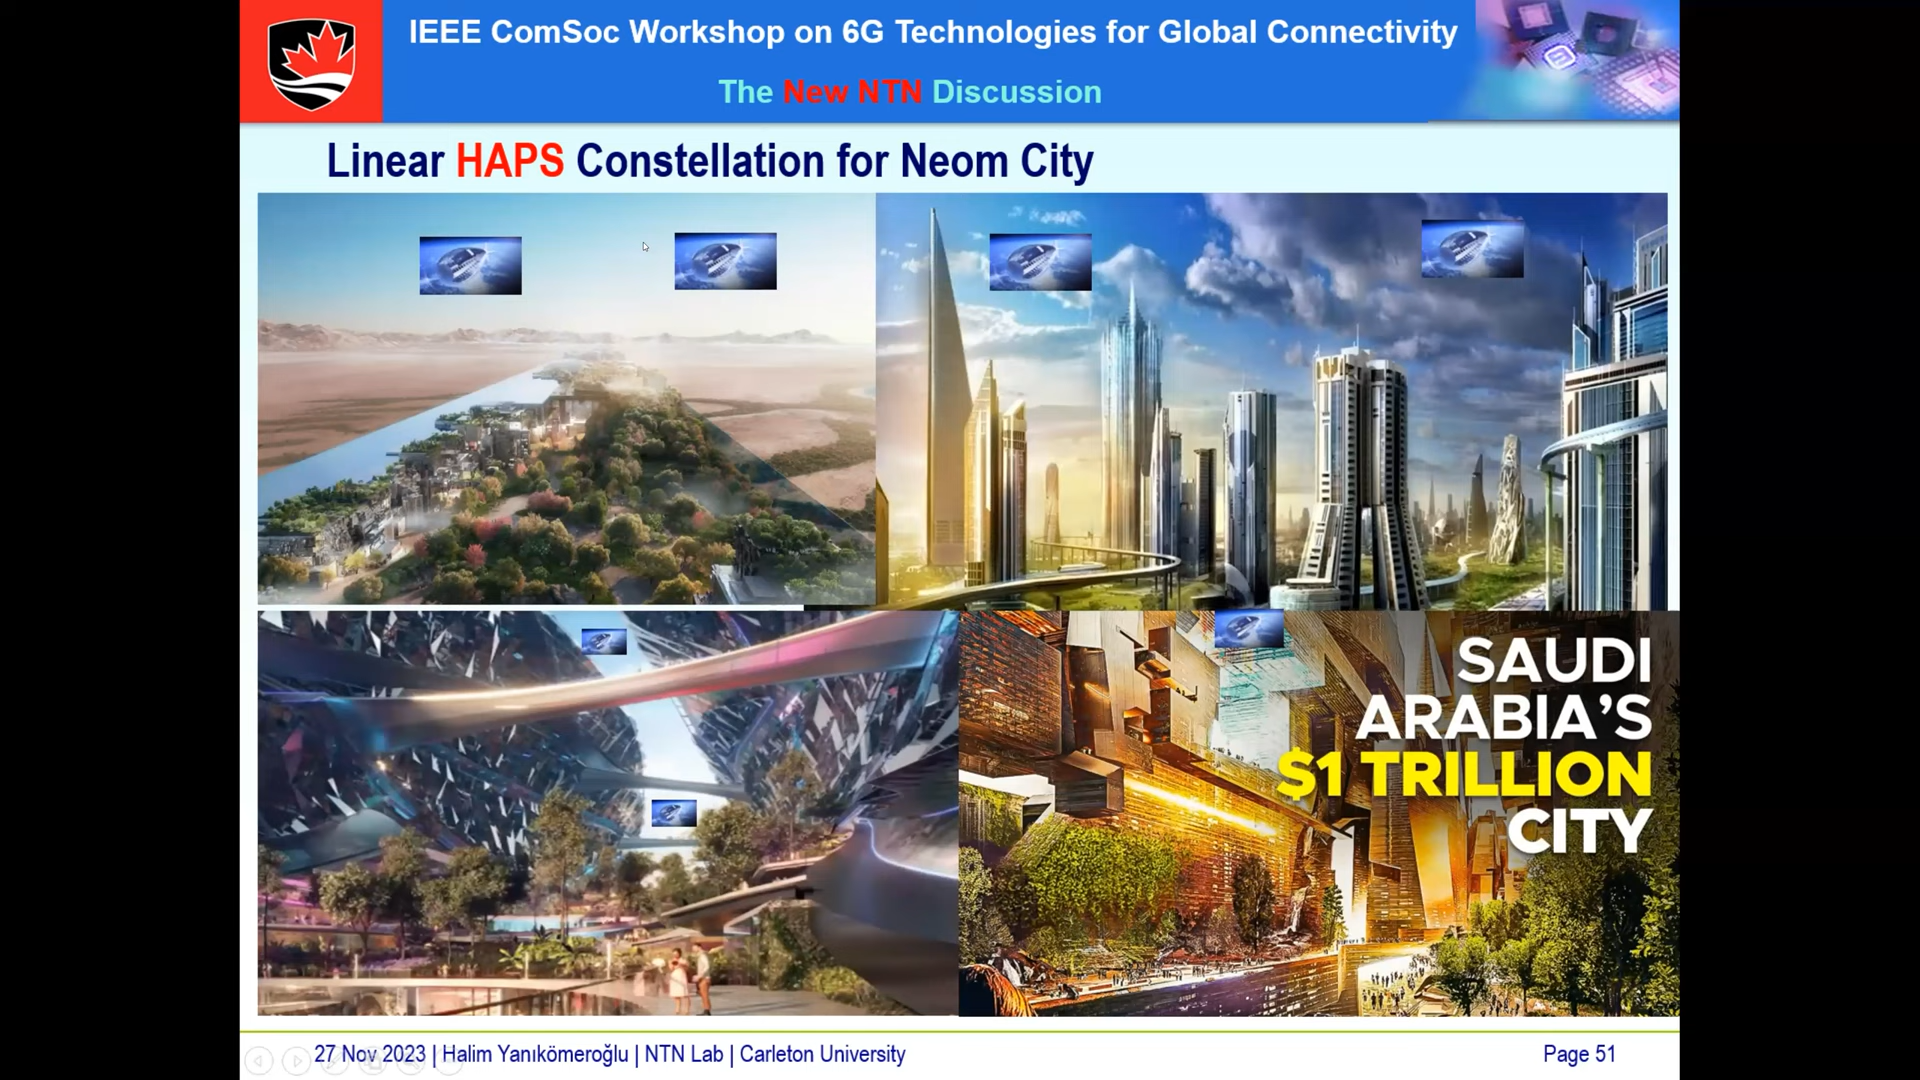 IEEE ComSoc Workshop on 6G Technologies for Global Connectivity
The New NTN Discussion
Linear HAPS Constellation for Neom City
SAUDI
ARABIA’S
$1 TRILLION
CITY
27 Nov 2023 | Halim Yanıkömeroğlu | NTN Lab | Carleton University
Page 51